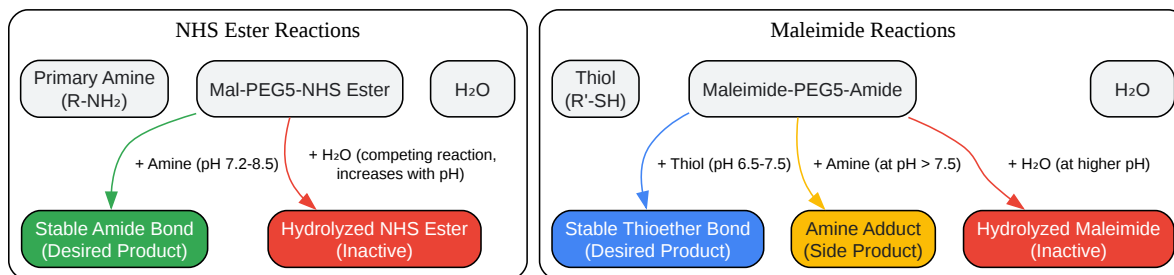 NHS Ester Reactions
Primary Amine
(R-NH₂)
Mal-PEG5-NHS Ester
H₂O
+ Amine (pH 7.2-8.5)
+ H₂O (competing reaction,
increases with pH)
Stable Amide Bond
(Desired Product)
Hydrolyzed NHS Ester
(Inactive)
Maleimide Reactions
Thiol
(R'-SH)
Maleimide-PEG5-Amide
H₂O
+ Thiol (pH 6.5-7.5)
+ Amine (at pH > 7.5)
+ H₂O (at higher pH)
Stable Thioether Bond
(Desired Product)
Amine Adduct
(Side Product)
Hydrolyzed Maleimide
(Inactive)